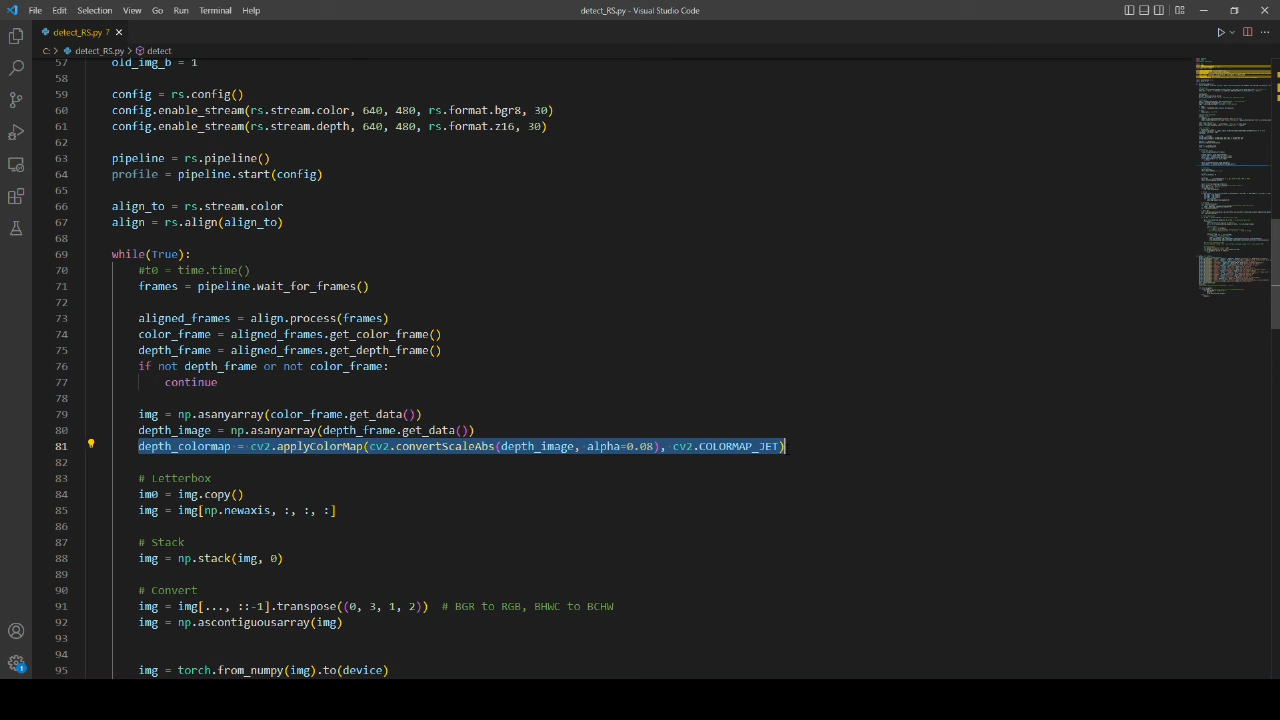 File Edit Selection View Go Run Terminal Help
detect_RS.py - Visual Studio Code
detect_RS.py 7
C: > detect_RS.py > detect
57 old_img_b = 1
58
59 config = rs.config()
60 config.enable_stream(rs.stream.color, 640, 480, rs.format.bgr8, 30)
61 config.enable_stream(rs.stream.depth, 640, 480, rs.format.z16, 30)
62
63 pipeline = rs.pipeline()
64 profile = pipeline.start(config)
65
66 align_to = rs.stream.color
67 align = rs.align(align_to)
68
69 while(True):
70 #t0 = time.time()
71 frames = pipeline.wait_for_frames()
72
73 aligned_frames = align.process(frames)
74 color_frame = aligned_frames.get_color_frame()
75 depth_frame = aligned_frames.get_depth_frame()
76 if not depth_frame or not color_frame:
77 continue
78
79 img = np.asanyarray(color_frame.get_data())
80 depth_image = np.asanyarray(depth_frame.get_data())
81 depth_colormap = cv2.applyColorMap(cv2.convertScaleAbs(depth_image, alpha=0.08), cv2.COLORMAP_JET)
82
83 # Letterbox
84 im0 = img.copy()
85 img = img[np.newaxis, :, :, :]
86
87 # Stack
88 img = np.stack(img, 0)
89
90 # Convert
91 img = img[..., ::-1].transpose((0, 3, 1, 2)) # BGR to RGB, BHWC to BCHW
92 img = np.ascontiguousarray(img)
93
94
95 img = torch.from_numpy(img).to(device)
1